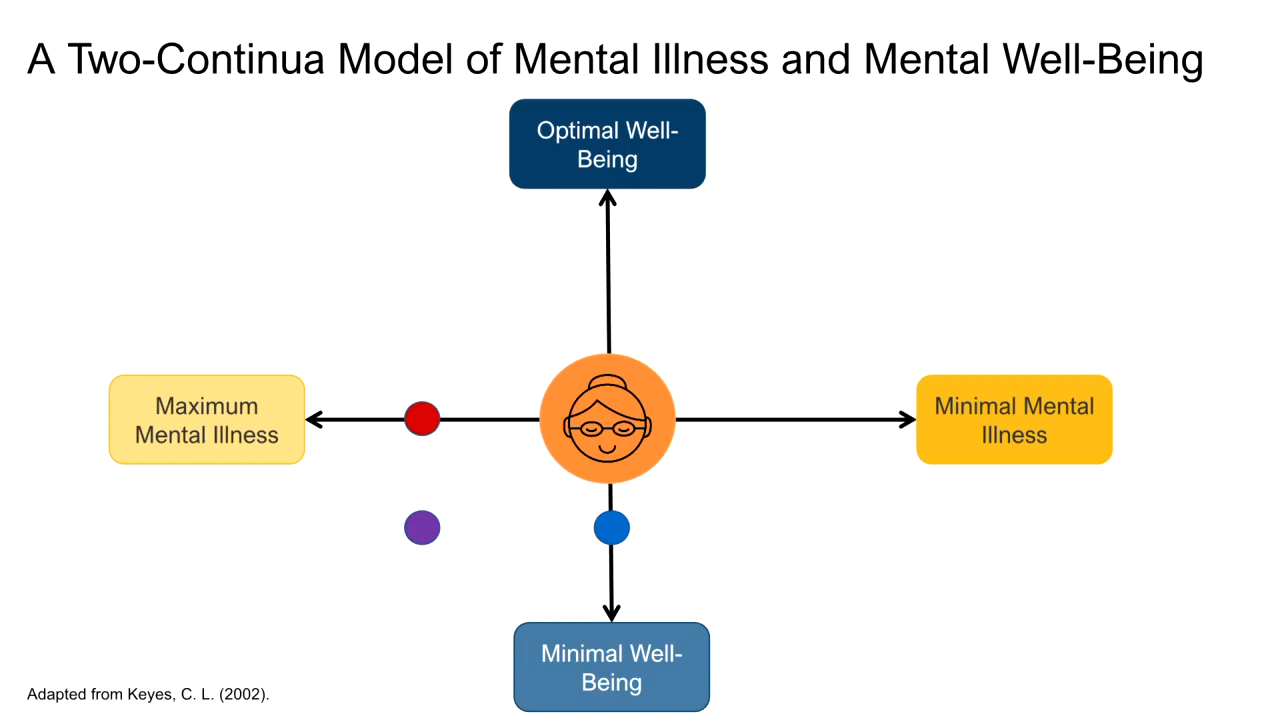 A Two-Continua Model of Mental Illness and Mental Well-Being
Optimal Well-
Being
Maximum
Mental Illness
Minimal Mental
Illness
Minimal Well-
Being
Adapted from Keyes, C. L. (2002).